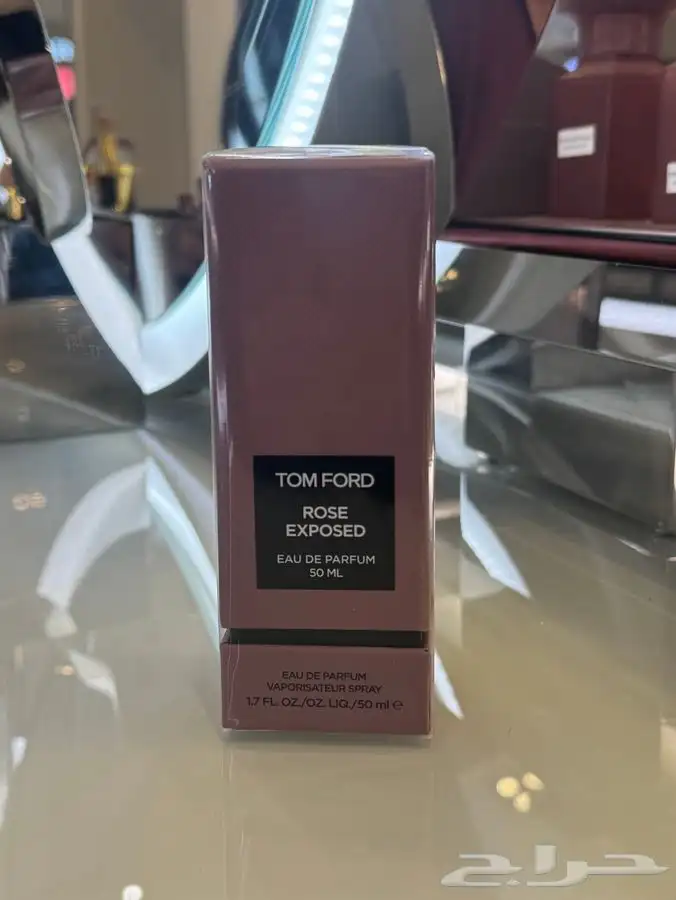 TOM FORD
ROSE
EXPOSED
EAU DE PARFUM
50 ML
EAU DE PARFUM
VAPORISATEUR SPRAY
1.7 FL. OZ./OZ. LIQ./50 ml ℮
حراج